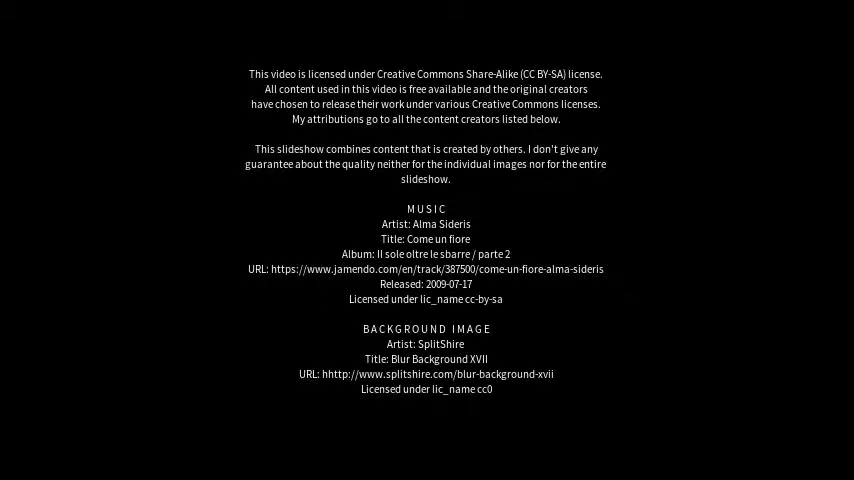 This video is licensed under Creative Commons Share-Alike (CC BY-SA) license.
All content used in this video is free available and the original creators
have chosen to release their work under various Creative Commons licenses.
My attributions go to all the content creators listed below.
This slideshow combines content that is created by others. I don't give any
guarantee about the quality neither for the individual images nor for the entire
slideshow.
MUSIC
Artist: Alma Sideris
Title: Come un fiore
Album: Il sole oltre le sbarre / parte 2
URL: https://www.jamendo.com/en/track/387500/come-un-fiore-alma-sideris
Released: 2009-07-17
Licensed under lic_name cc-by-sa
BACKGROUND IMAGE
Artist: SplitShire
Title: Blur Background XVII
URL: hhttp://www.splitshire.com/blur-background-xvii
Licensed under lic_name cc0